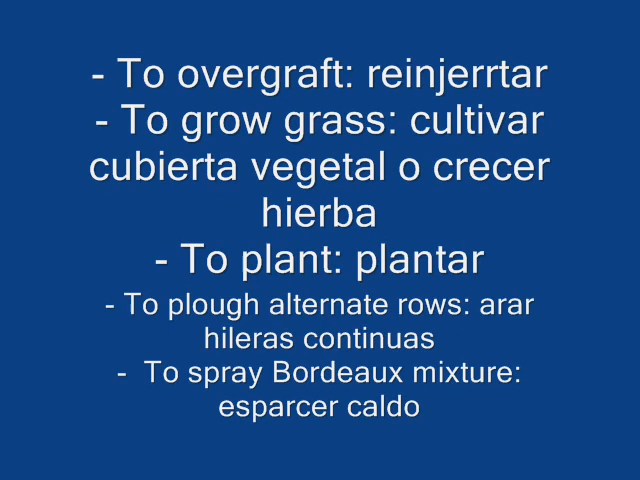 - To overgraft: reinjerrtar
- To grow grass: cultivar
cubierta vegetal o crecer
hierba
- To plant: plantar
- To plough alternate rows: arar
hileras continuas
- To spray Bordeaux mixture:
esparcer caldo